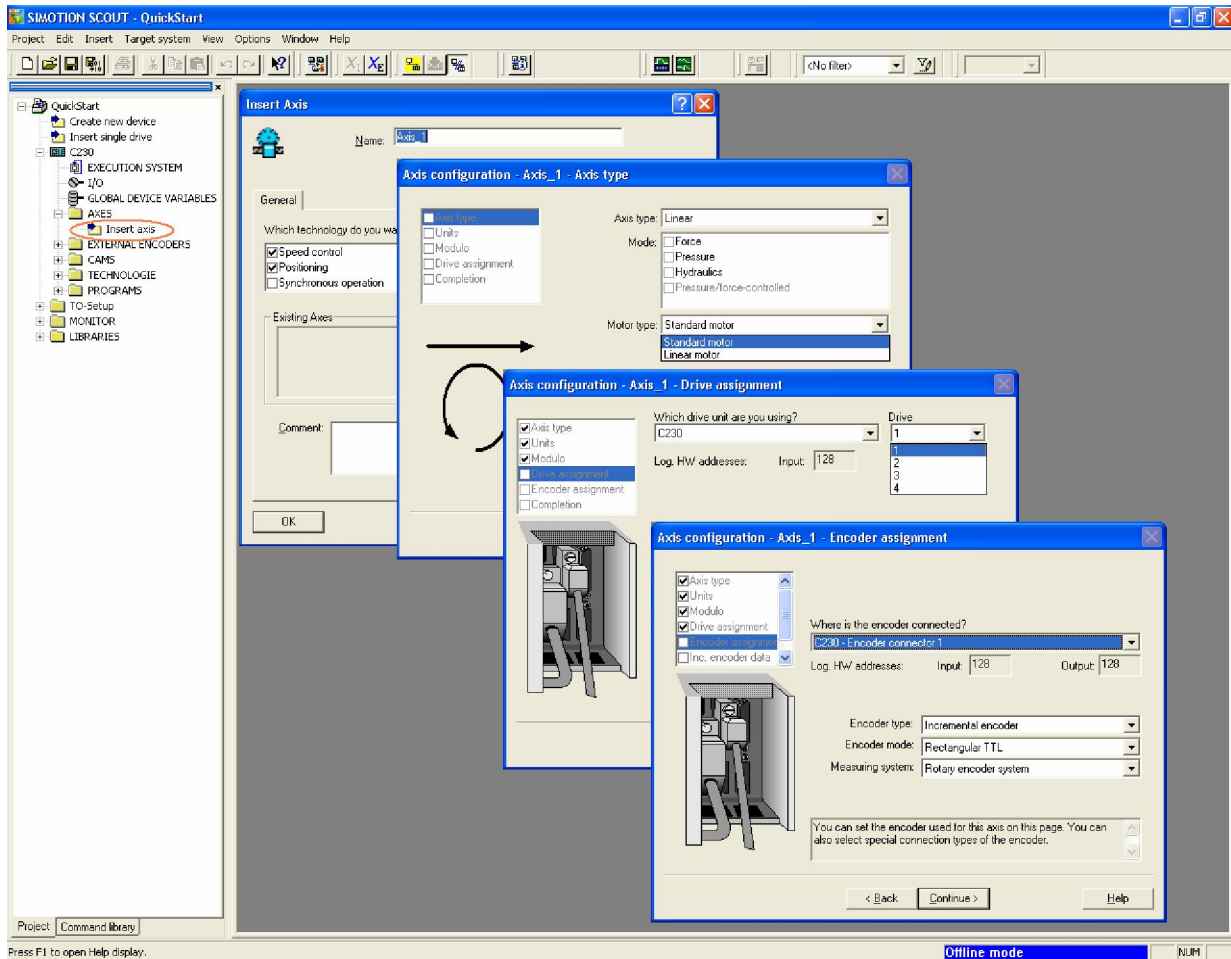 SIMOTION SCOUT - QuickStart
Project Edit Insert Target system View Options Window Help
<No filter>
QuickStart
Create new device
Insert single drive
C230
EXECUTION SYSTEM
I/O
GLOBAL DEVICE VARIABLES
AXES
Insert axis
EXTERNAL ENCODERS
CAMS
TECHNOLOGIE
PROGRAMS
TO-Setup
MONITOR
LIBRARIES
Insert Axis
Name: Axis_1
General
Which technology do you wa
Speed control
Positioning
Synchronous operation
Existing Axes
Comment:
OK
Axis configuration - Axis_1 - Axis type
Axis type
Units
Modulo
Drive assignment
Completion
Axis type: Linear
Mode: Force
Pressure
Hydraulics
Pressure/force-controlled
Motor type: Standard motor
Standard motor
Linear motor
Axis configuration - Axis_1 - Drive assignment
Axis type
Units
Modulo
Drive assignment
Encoder assignment
Completion
Which drive unit are you using?
C230
Drive
1
1
2
3
4
Log. HW addresses: Input: 128
Axis configuration - Axis_1 - Encoder assignment
Axis type
Units
Modulo
Drive assignment
Encoder assignmer
Inc. encoder data
Where is the encoder connected?
C230 - Encoder connector 1
Log. HW addresses: Input: 128 Output: 128
Encoder type: Incremental encoder
Encoder mode: Rectangular TTL
Measuring system: Rotary encoder system
You can set the encoder used for this axis on this page. You can
also select special connection types of the encoder.
< Back Continue > Help
Project Command library
Press F1 to open Help display.
Offline mode NUM